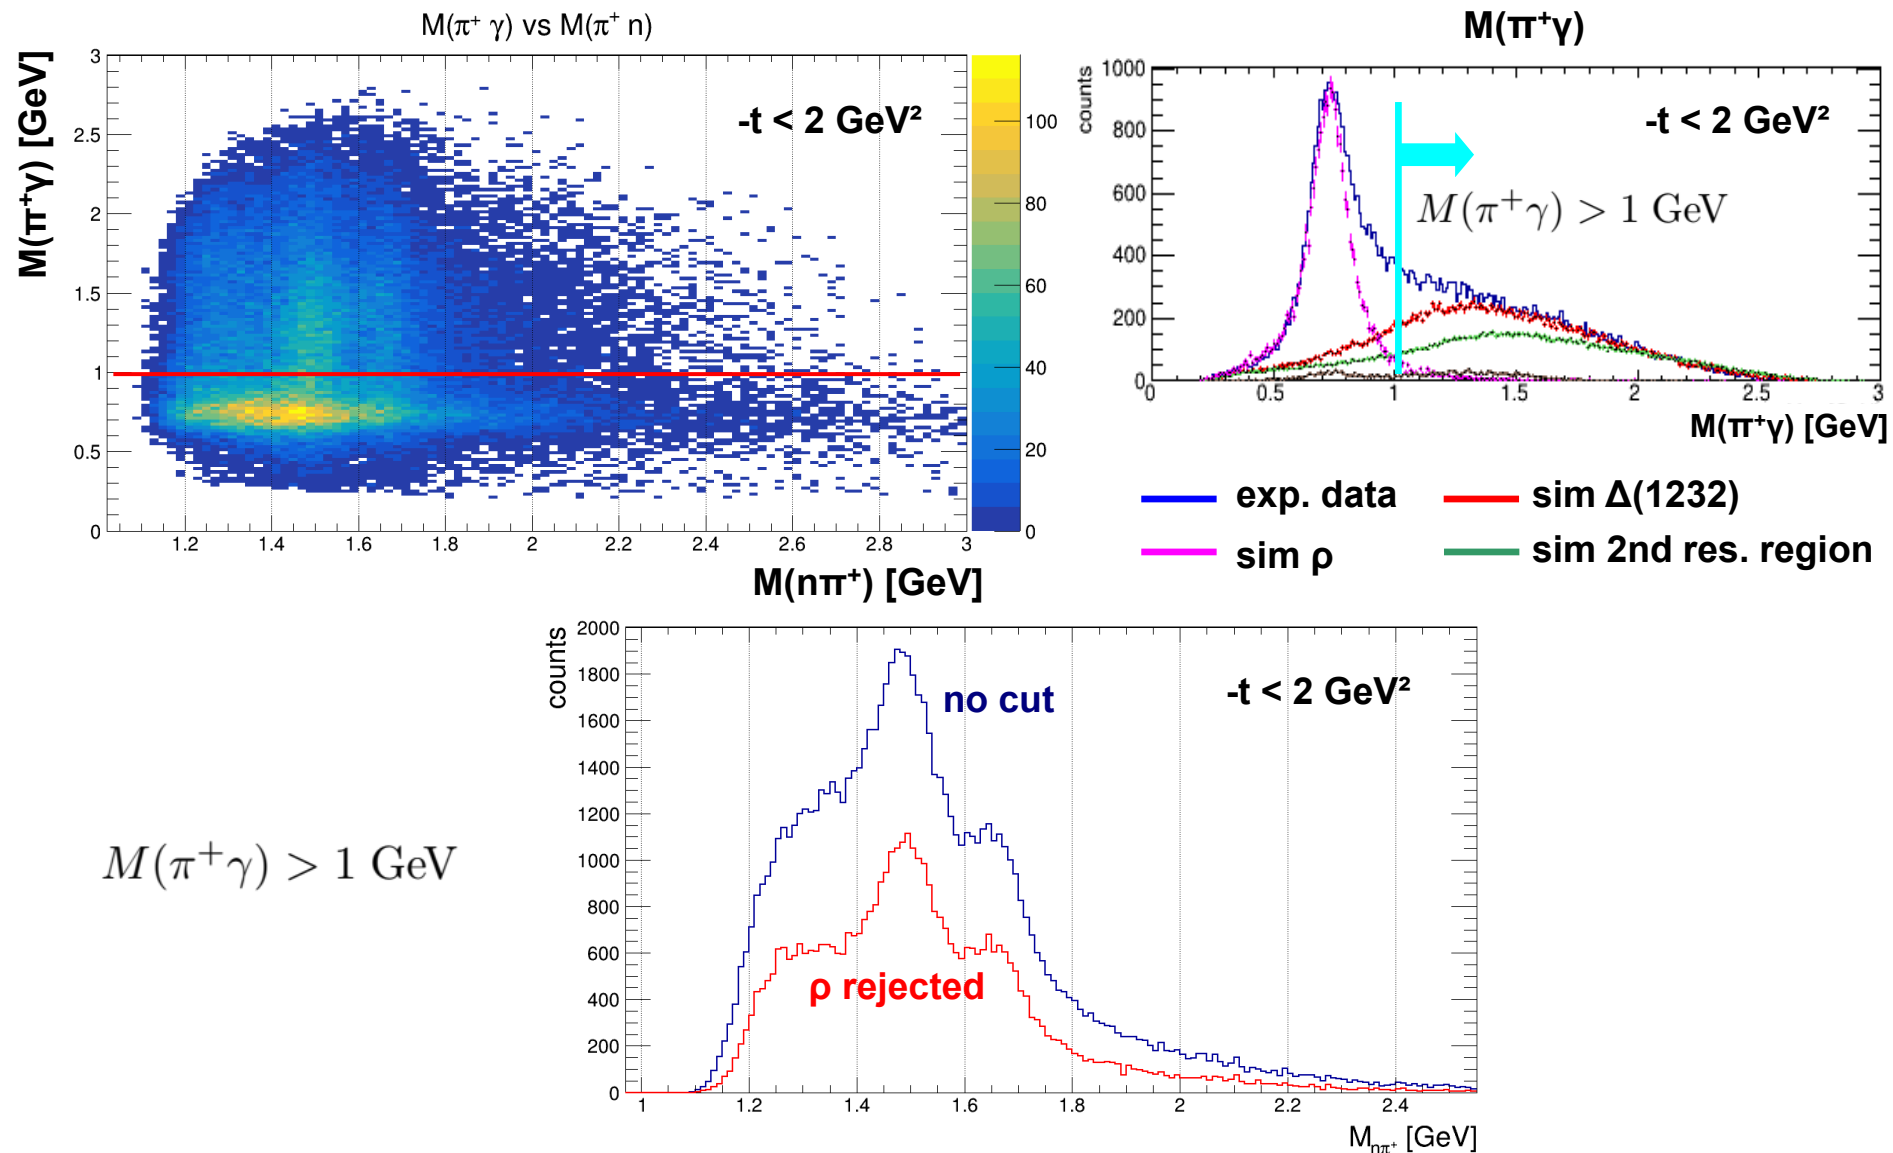 M(π⁺ γ) vs M(π⁺ n)
M(π⁺γ) [GeV]
3
2.5
2
1.5
1
0.5
0
-t < 2 GeV²
100
80
60
40
20
0
1.2 1.4 1.6 1.8 2 2.2 2.4 2.6 2.8 3
M(nπ⁺) [GeV]
M(π⁺γ)
counts
1000
800
600
400
200
0
-t < 2 GeV²
M(π⁺γ) > 1 GeV
0 0.5 1 1.5 2 2.5 3
M(π⁺γ) [GeV]
exp. data
sim Δ(1232)
sim ρ
sim 2nd res. region
M(π⁺γ) > 1 GeV
counts
2000
1800
1600
1400
1200
1000
800
600
400
200
0
no cut
-t < 2 GeV²
ρ rejected
1 1.2 1.4 1.6 1.8 2 2.2 2.4
M_nπ⁺ [GeV]